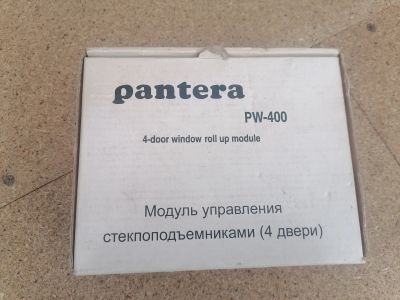 pantera
PW-400
4-door window roll up module
Модуль управления
стеклоподъемниками (4 двери)